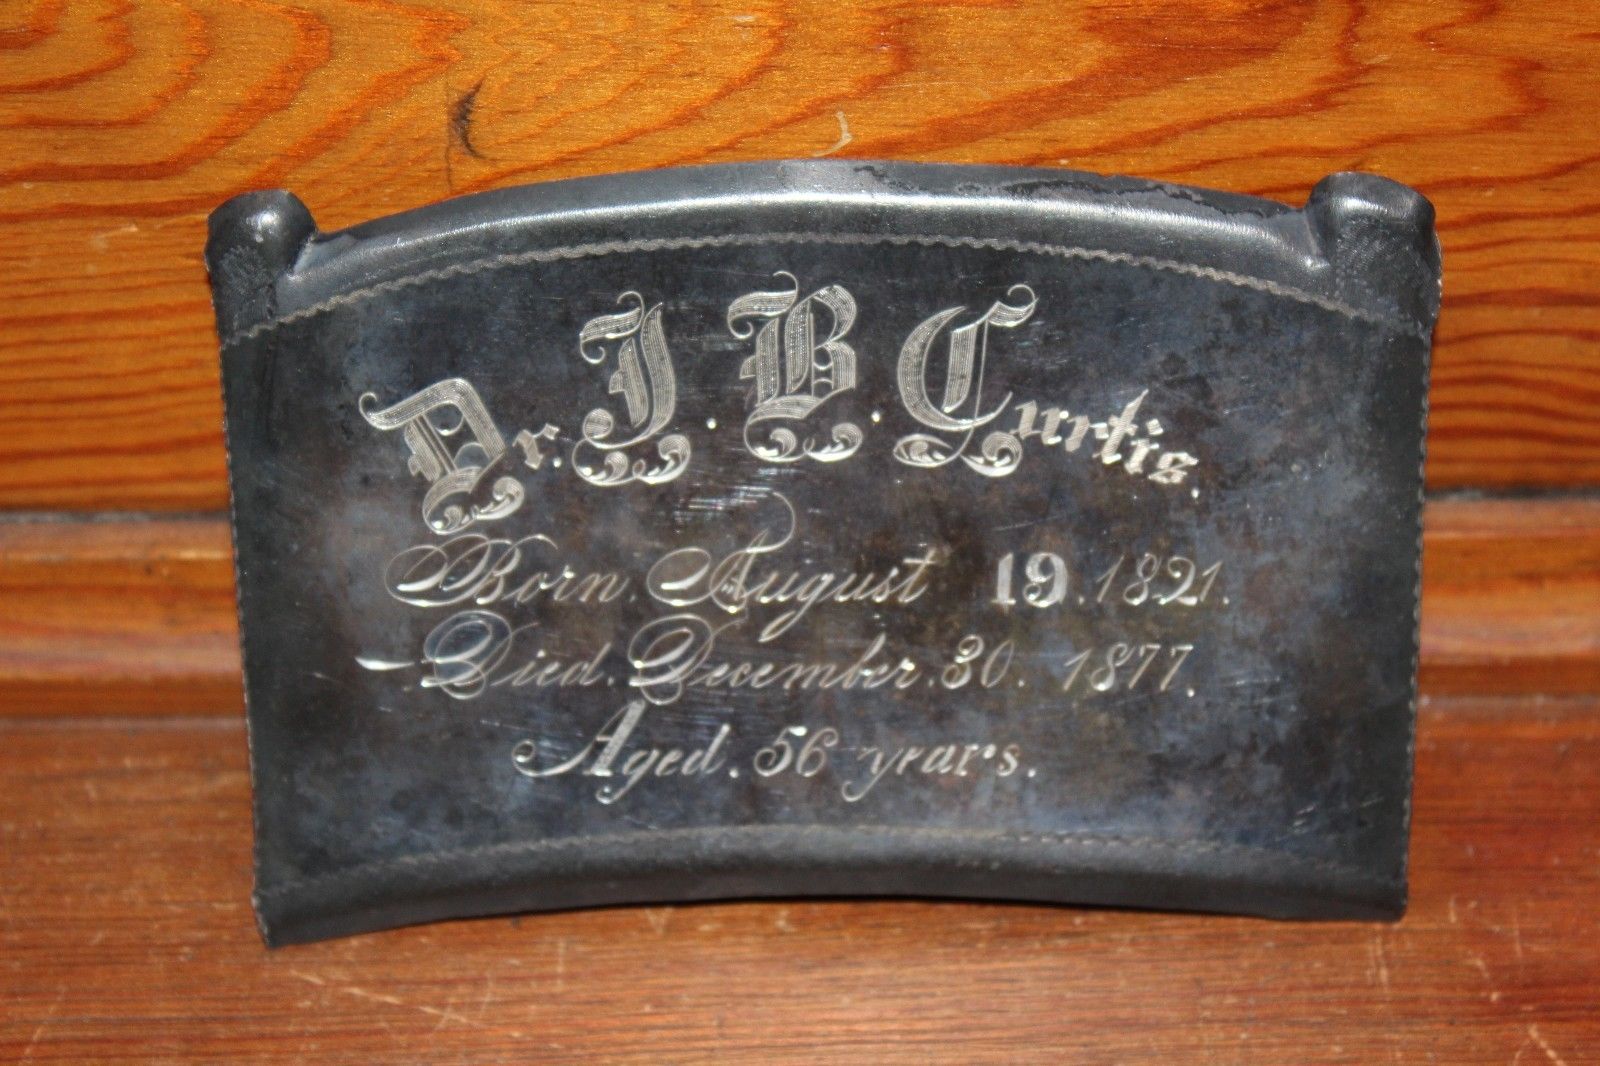 Dr. J. B. Curtis.
Born. August 19. 1821.
Died. December. 30. 1877.
Aged. 56 years.